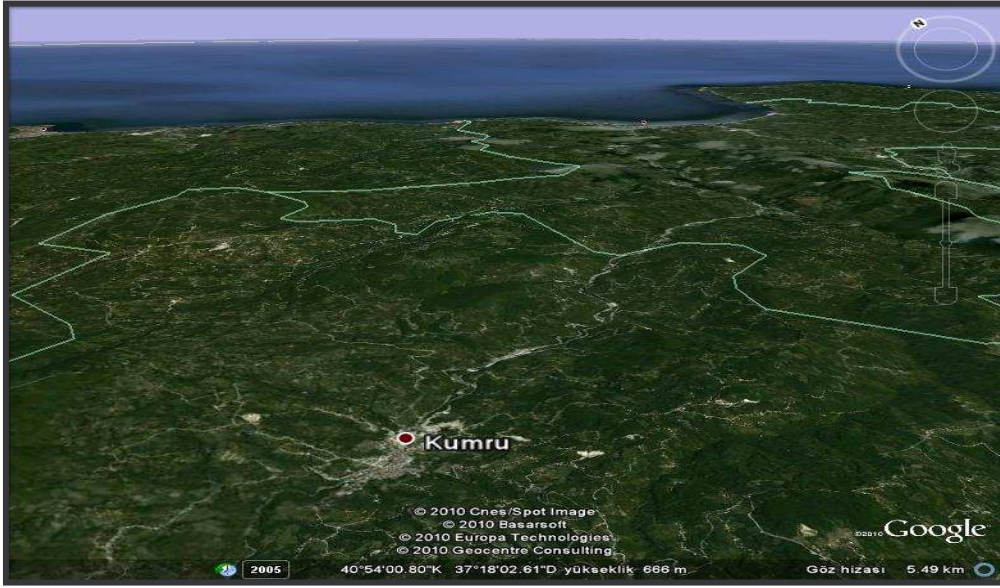 N
Kumru
© 2010 Cnes/Spot Image
© 2010 Basarsoft
© 2010 Europa Technologies
© 2010 Geocentre Consulting
©2010 Google
2005
40°54'00.80"K 37°18'02.61"D yükseklik 666 m
Göz hizası 5.49 km